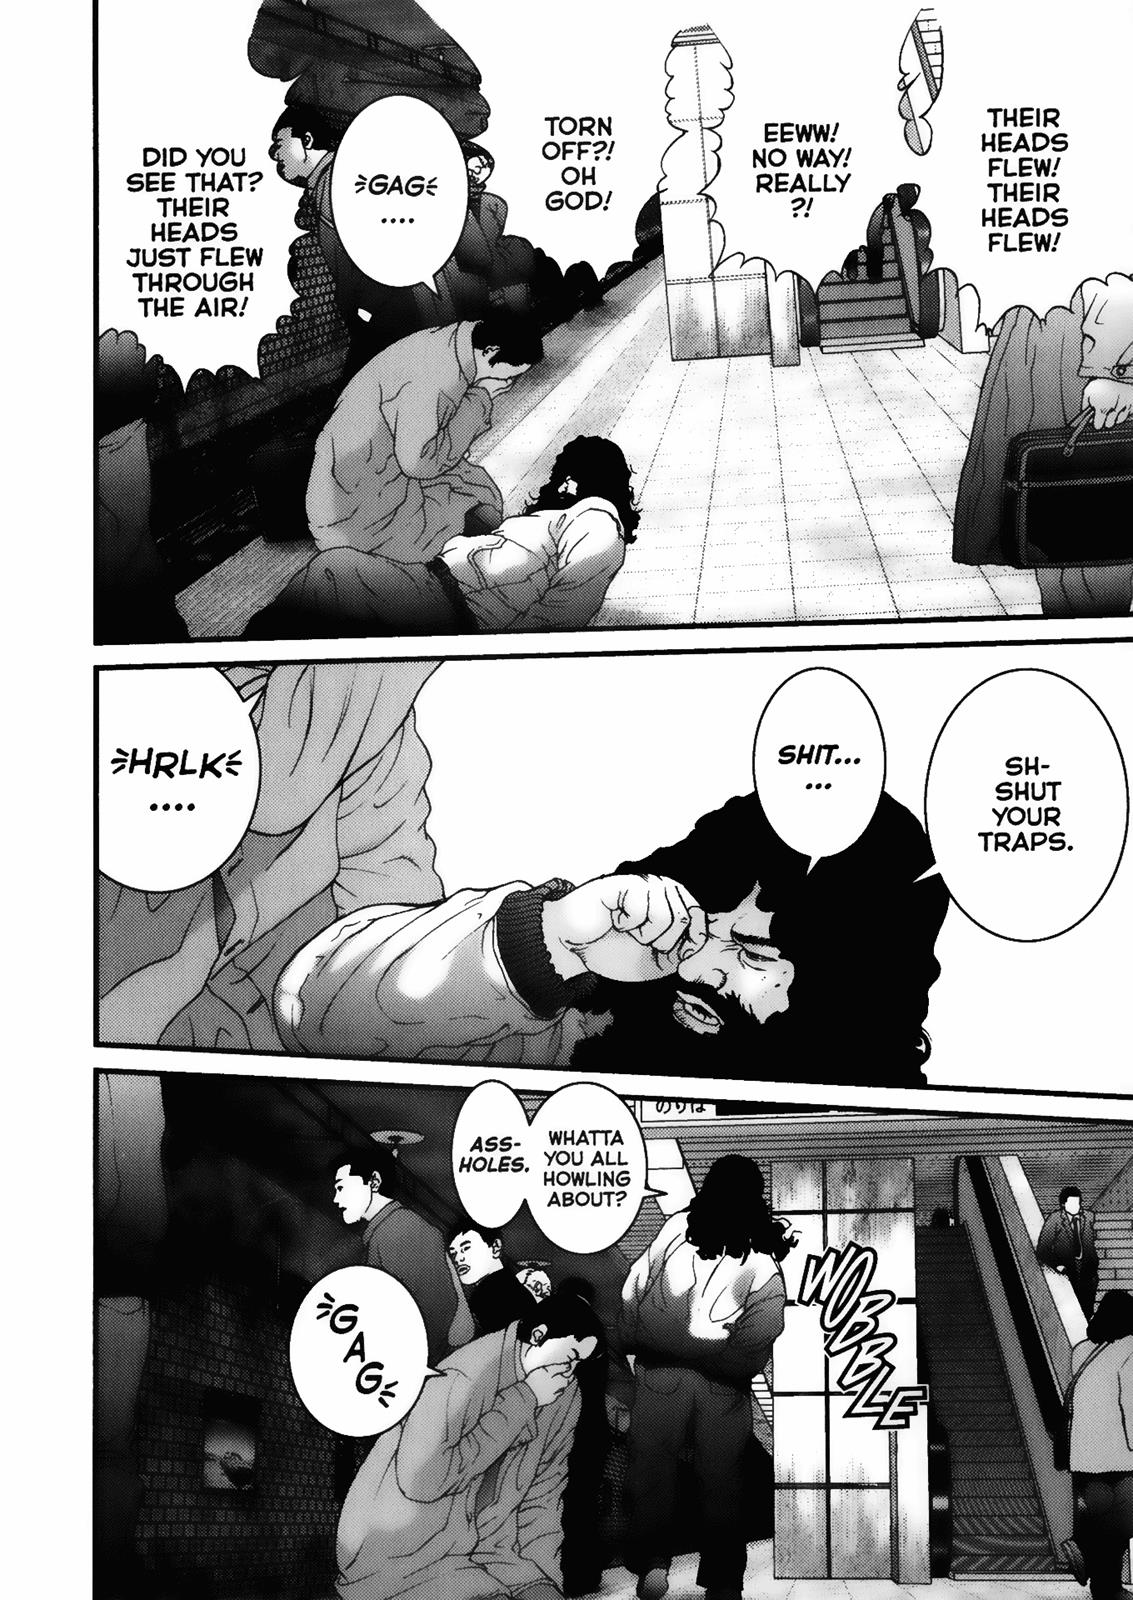 THEIR
HEADS
FLEW!
THEIR
HEADS
FLEW!
EEWW!
NO WAY!
REALLY
?!
TORN
OFF?!
OH
GOD!
GAG
....
DID YOU
SEE THAT?
THEIR
HEADS
JUST FLEW
THROUGH
THE AIR!
SH-
SHUT
YOUR
TRAPS.
SHIT...
...
HRLK
....
のりば
WHATTA
YOU ALL
HOWLING
ABOUT?
ASS-
HOLES.
WOBBLE
GAG